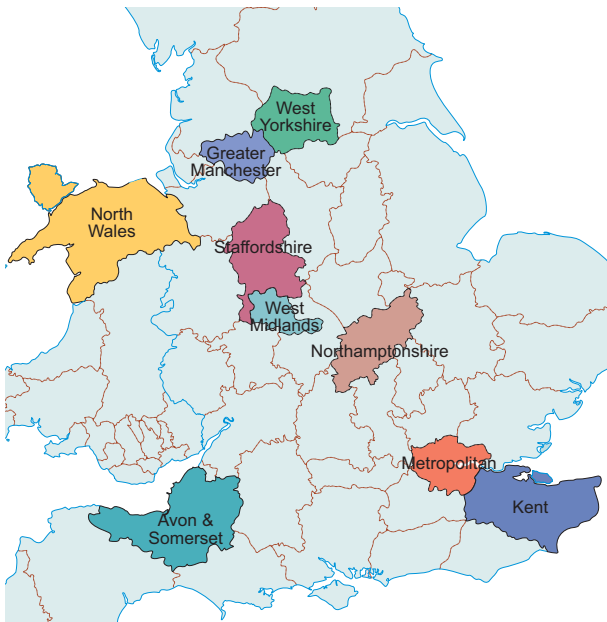 West
Yorkshire
Greater
Manchester
North
Wales
Staffordshire
West
Midlands
Northamptonshire
Metropolitan
Kent
Avon &
Somerset